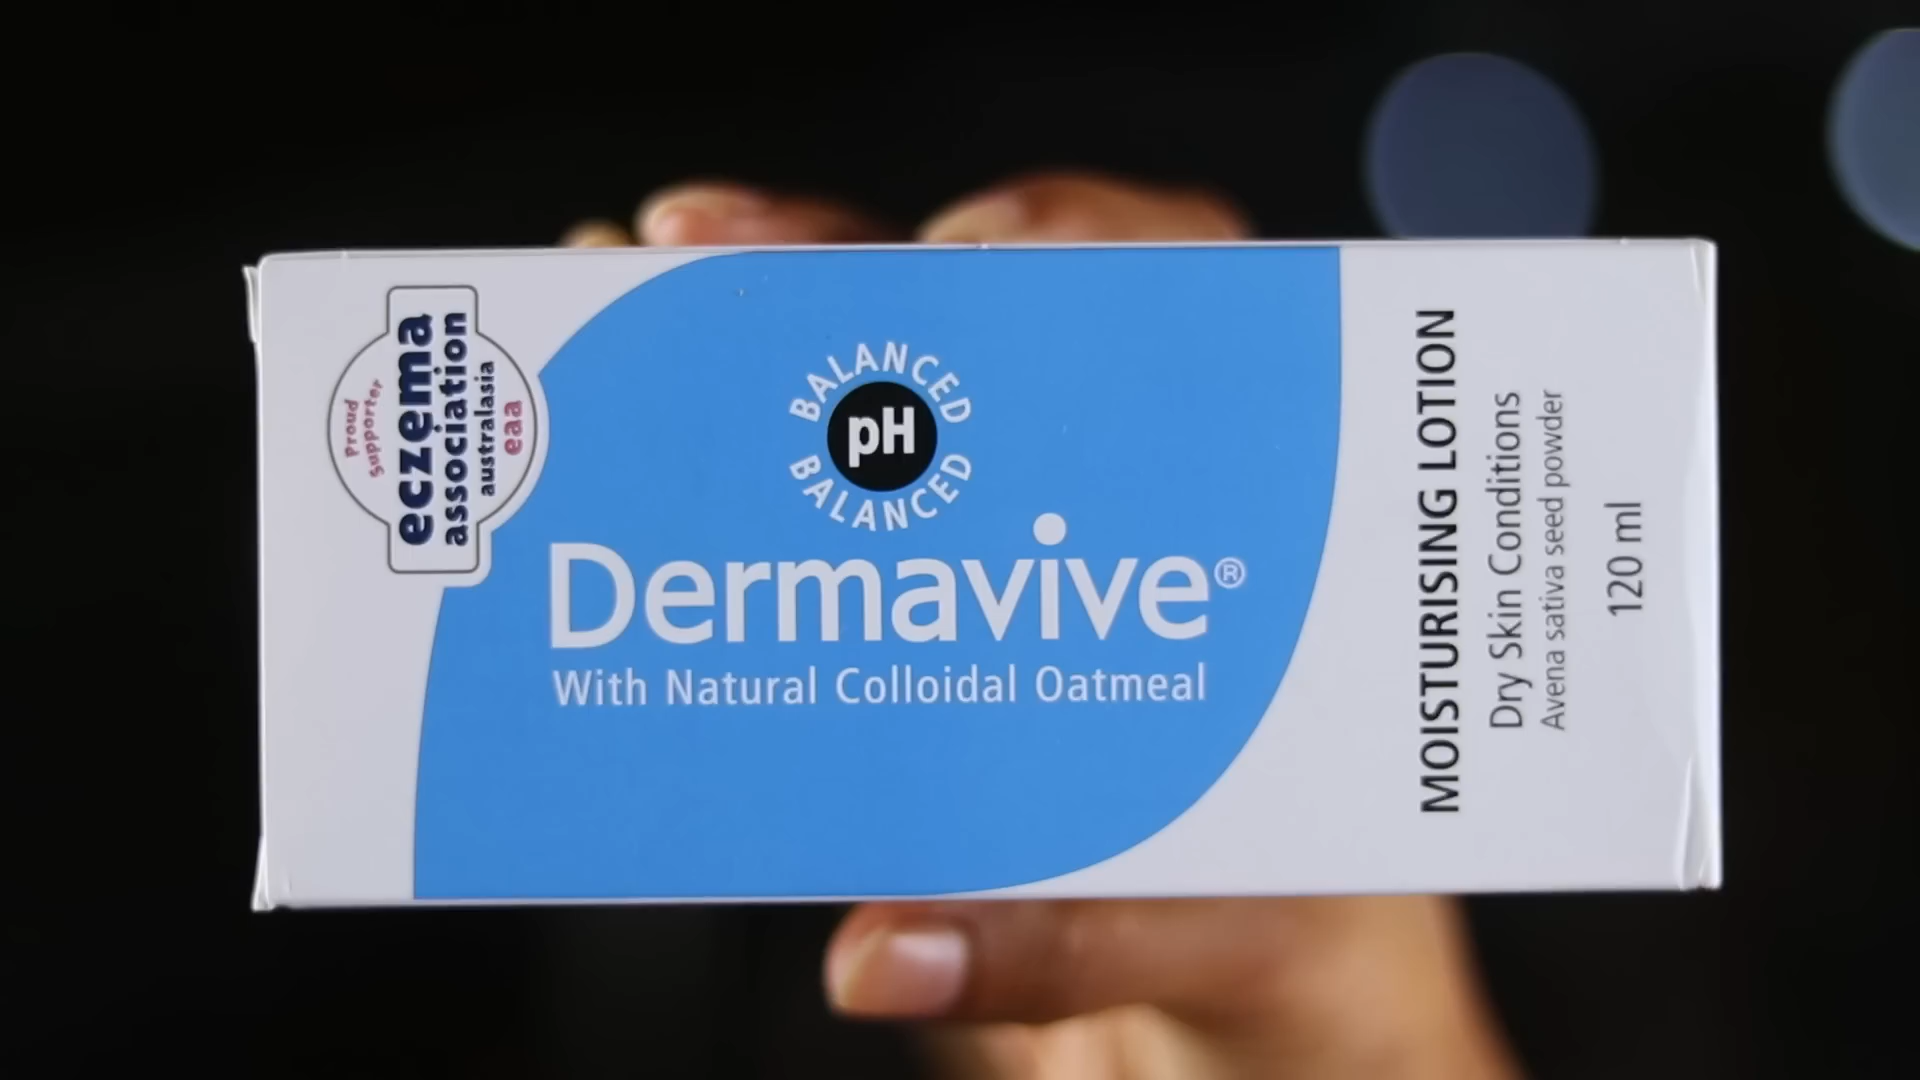 Proud
Supporter
eczema
association
australasia
eaa
BALANCED
pH
BALANCED
Dermavive®
With Natural Colloidal Oatmeal
MOISTURISING LOTION
Dry Skin Conditions
Avena sativa seed powder
120 ml